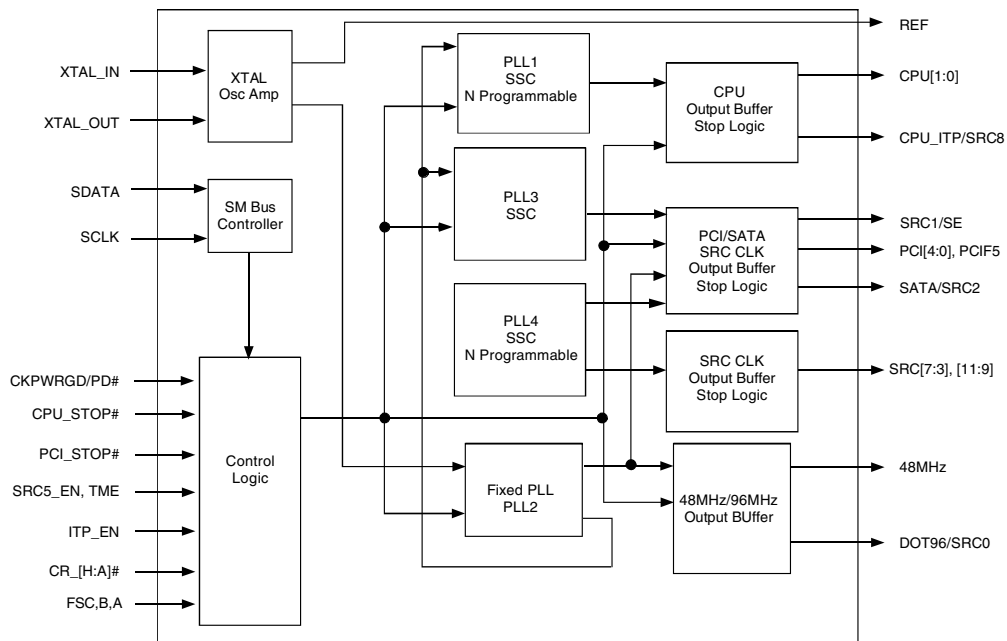 REF
XTAL_IN
XTAL_OUT
XTAL
Osc Amp
PLL1
SSC
N Programmable
CPU
Output Buffer
Stop Logic
CPU[1:0]
CPU_ITP/SRC8
SDATA
SCLK
SM Bus
Controller
PLL3
SSC
PCI/SATA
SRC CLK
Output Buffer
Stop Logic
SRC1/SE
PCI[4:0], PCIF5
SATA/SRC2
PLL4
SSC
N Programmable
SRC CLK
Output Buffer
Stop Logic
SRC[7:3], [11:9]
CKPWRGD/PD#
CPU_STOP#
PCI_STOP#
SRC5_EN, TME
ITP_EN
CR_[H:A]#
FSC,B,A
Control
Logic
Fixed PLL
PLL2
48MHz/96MHz
Output BUffer
48MHz
DOT96/SRC0